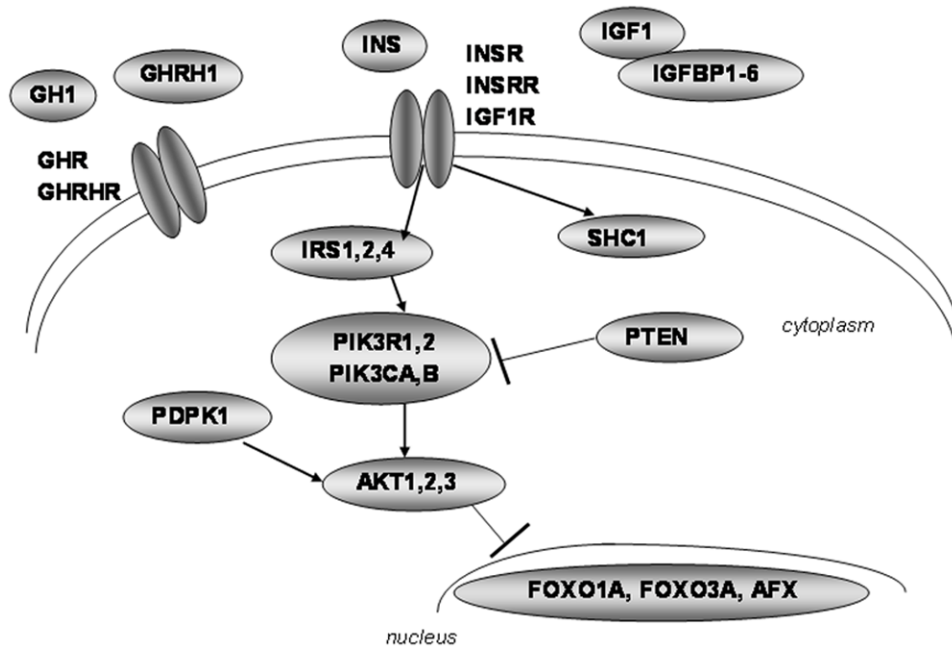 INS
INSR
INSRR
IGF1R
IGF1
IGFBP1-6
GH1
GHRH1
GHR
GHRHR
IRS1,2,4
SHC1
cytoplasm
PIK3R1,2
PIK3CA,B
PTEN
PDPK1
AKT1,2,3
FOXO1A, FOXO3A, AFX
nucleus